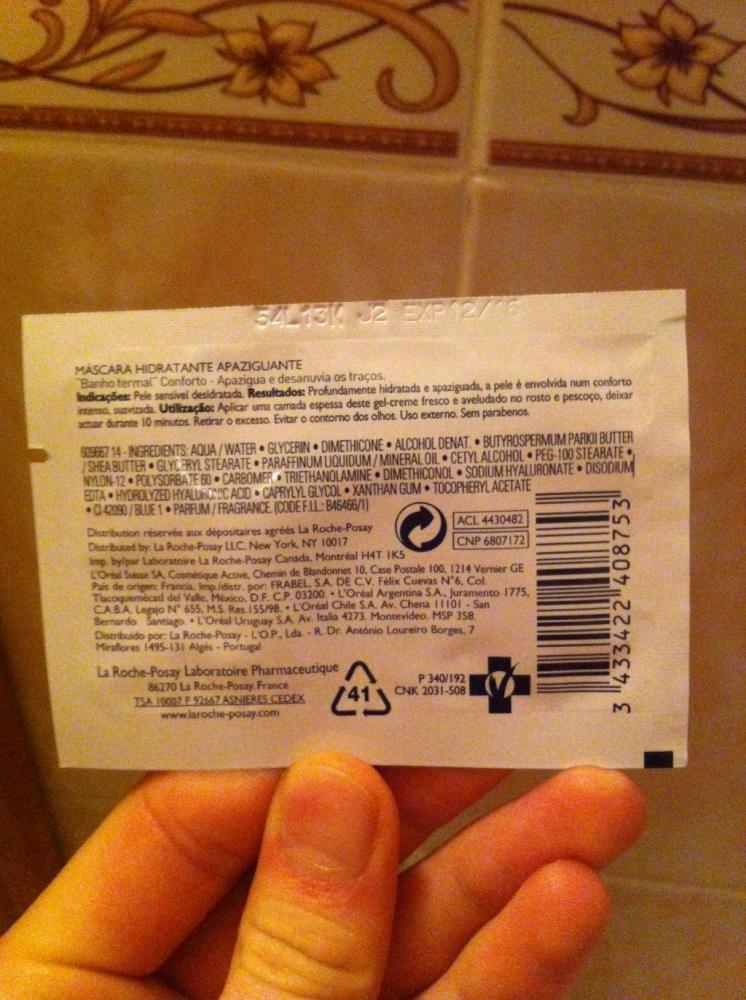 54L13K J2 EXP 12/16
MÁSCARA HIDRATANTE APAZIGUANTE
"Banho termal" Conforto - Apazigua e desanuvia os traços.
Indicações: Pele sensível desidratada. Resultados: Profundamente hidratada e apaziguada, a pele é envolvida num conforto
intenso, suavizada. Utilização: Aplicar uma camada espessa deste gel-creme fresco e aveludado no rosto e pescoço, deixar
actuar durante 10 minutos. Retirar o excesso. Evitar o contorno dos olhos. Uso externo. Sem parabenos.
609667 14 - INGREDIENTS: AQUA / WATER • GLYCERIN • DIMETHICONE • ALCOHOL DENAT. • BUTYROSPERMUM PARKII BUTTER
/ SHEA BUTTER • GLYCERYL STEARATE • PARAFFINUM LIQUIDUM / MINERAL OIL • CETYL ALCOHOL • PEG-100 STEARATE •
NYLON-12 • POLYSORBATE 60 • CARBOMER • TRIETHANOLAMINE • DIMETHICONOL • SODIUM HYALURONATE • DISODIUM
EDTA • HYDROLYZED HYALURONIC ACID • CAPRYLYL GLYCOL • XANTHAN GUM • TOCOPHERYL ACETATE
• CI 42090 / BLUE 1 • PARFUM / FRAGRANCE. (CODE F.I.L.: B46466/1)
Distribution réservée aux dépositaires agréés La Roche-Posay
Distributed by: La Roche-Posay LLC, New York, NY 10017
Imp. by/par Laboratoire La Roche-Posay Canada, Montréal H4T 1K5
L'Oréal Suisse SA, Cosmétique Active, Chemin de Blandonnet 10, Case Postale 100, 1214 Vernier GE
País de origen: Francia. Imp./distr. por: FRABEL, S.A. DE C.V. Félix Cuevas N°6, Col.
Tlacoquemécatl del Valle, México, D.F. C.P. 03200. • L'Oréal Argentina S.A., Juramento 1775,
C.A.B.A. Legajo N° 655, M.S. Res.155/98. • L'Oréal Chile S.A. Av. Chena 11101 - San
Bernardo Santiago. • L'Oréal Uruguay S.A. Av. Italia 4273. Montevideo. MSP 358.
Distribuido por: La Roche-Posay - L'O.P., Lda. - R. Dr. António Loureiro Borges, 7
Miraflores 1495-131 Algés - Portugal
ACL 4430482
CNP 6807172
La Roche-Posay Laboratoire Pharmaceutique
86270 La Roche-Posay. France
TSA 10007 F 92667 ASNIERES CEDEX
www.laroche-posay.com
41
P 340/192
CNK 2031-508
3 433422 408753